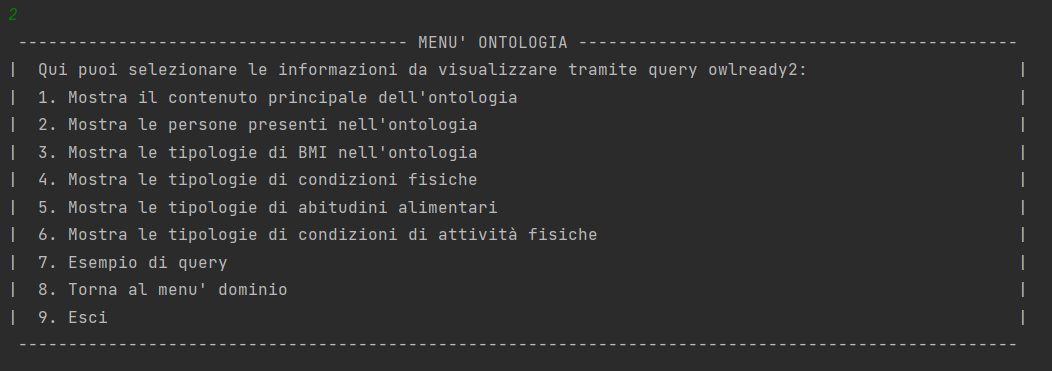 2
--------------------------------------- MENU' ONTOLOGIA --------------------------------------------
|  Qui puoi selezionare le informazioni da visualizzare tramite query owlready2:                     |
|  1. Mostra il contenuto principale dell'ontologia                                                  |
|  2. Mostra le persone presenti nell'ontologia                                                      |
|  3. Mostra le tipologie di BMI nell'ontologia                                                      |
|  4. Mostra le tipologie di condizioni fisiche                                                      |
|  5. Mostra le tipologie di abitudini alimentari                                                    |
|  6. Mostra le tipologie di condizioni di attività fisiche                                          |
|  7. Esempio di query                                                                               |
|  8. Torna al menu' dominio                                                                         |
|  9. Esci                                                                                           |
----------------------------------------------------------------------------------------------------